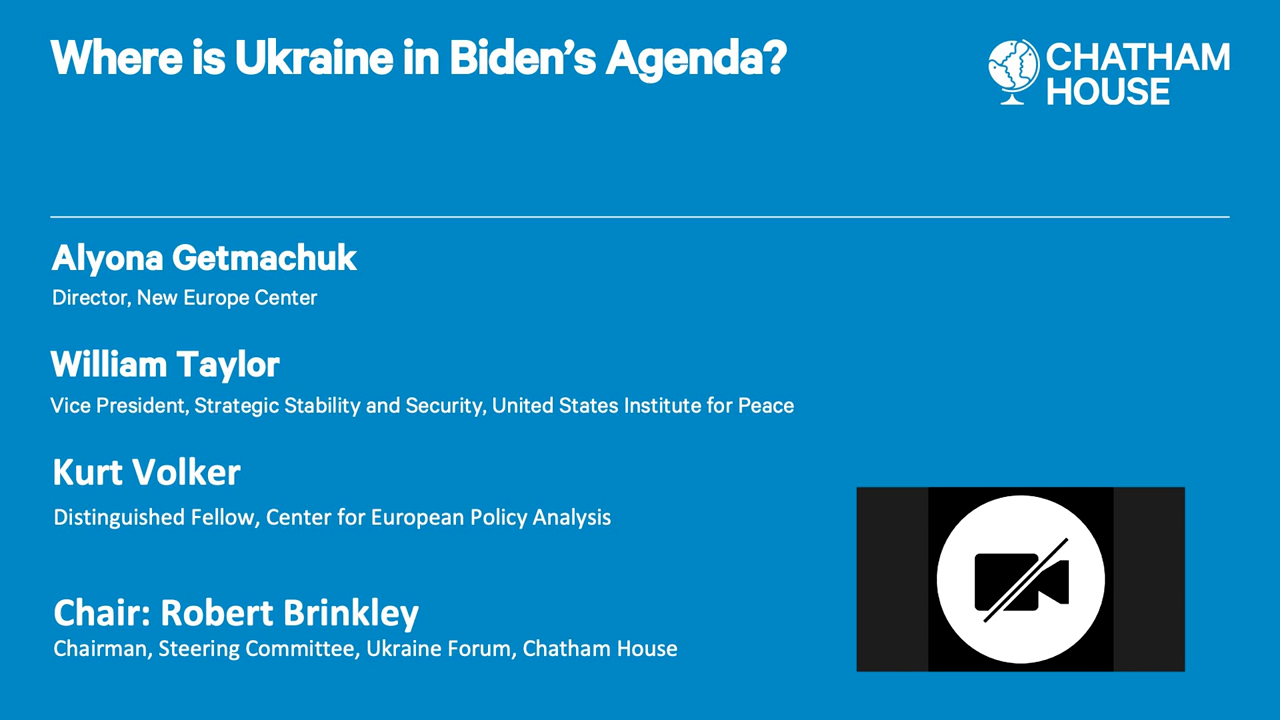 Where is Ukraine in Biden's Agenda?
CHATHAM
HOUSE
Alyona Getmachuk
Director, New Europe Center
William Taylor
Vice President, Strategic Stability and Security, United States Institute for Peace
Kurt Volker
Distinguished Fellow, Center for European Policy Analysis
Chair: Robert Brinkley
Chairman, Steering Committee, Ukraine Forum, Chatham House